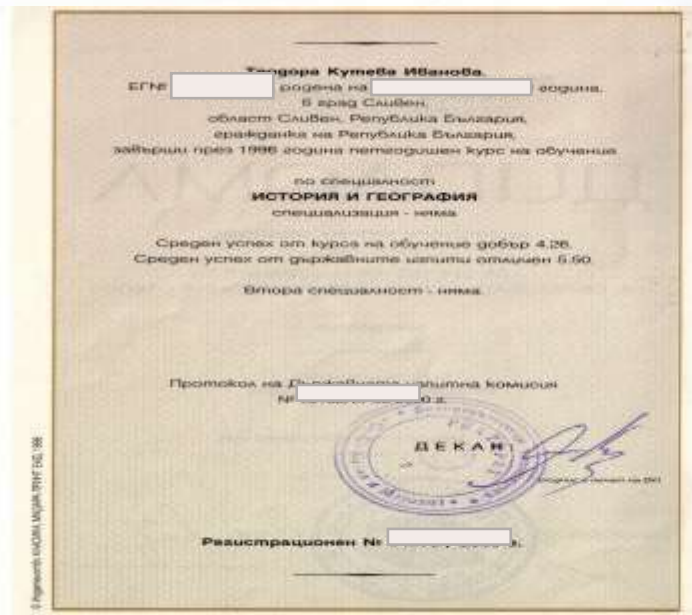 Теодора Кутева Иванова,
ЕГН родена на година,
в град Сливен,
област Сливен, Република България,
гражданка на Република България,
завърши през 1996 година петгодишен курс на обучение
по специалност
ИСТОРИЯ И ГЕОГРАФИЯ
специализация - няма
Среден успех от курса на обучение добър 4.26.
Среден успех от държавните изпити отличен 5.50.
Втора специалност - няма.
Протокол на Държавната изпитна комисия
№ г.
ДЕКАН:
Регистрационен №